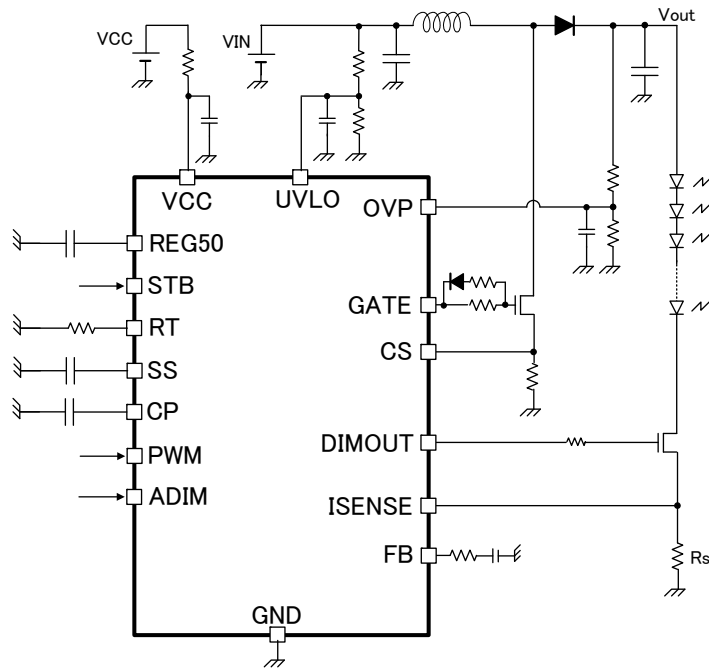 VCC
VIN
Vout
VCC
UVLO
OVP
REG50
STB
GATE
RT
CS
SS
CP
DIMOUT
PWM
ADIM
ISENSE
FB
Rs
GND